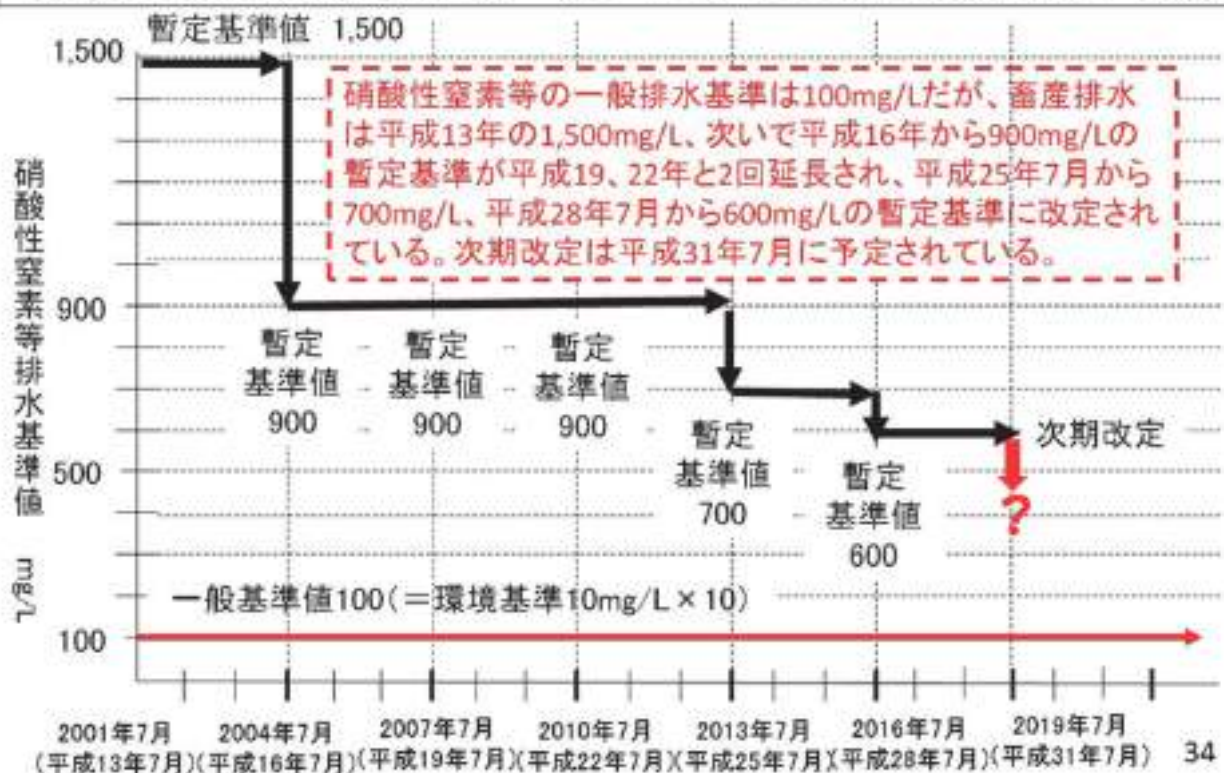 暫定基準値 1,500
1,500
硝酸性窒素等の一般排水基準は100mg/Lだが、畜産排水
は平成13年の1,500mg/L、次いで平成16年から900mg/Lの
暫定基準が平成19、22年と2回延長され、平成25年7月から
700mg/L、平成28年7月から600mg/Lの暫定基準に改定され
ている。次期改定は平成31年7月に予定されている。
硝酸性窒素等排水基準値 mg/L
900
暫定
基準値
900
暫定
基準値
900
暫定
基準値
900
暫定
基準値
700
暫定
基準値
600
次期改定
?
500
一般基準値100(=環境基準10mg/L×10)
100
2001年7月
(平成13年7月)
2004年7月
(平成16年7月)
2007年7月
(平成19年7月)
2010年7月
(平成22年7月)
2013年7月
(平成25年7月)
2016年7月
(平成28年7月)
2019年7月
(平成31年7月)
34